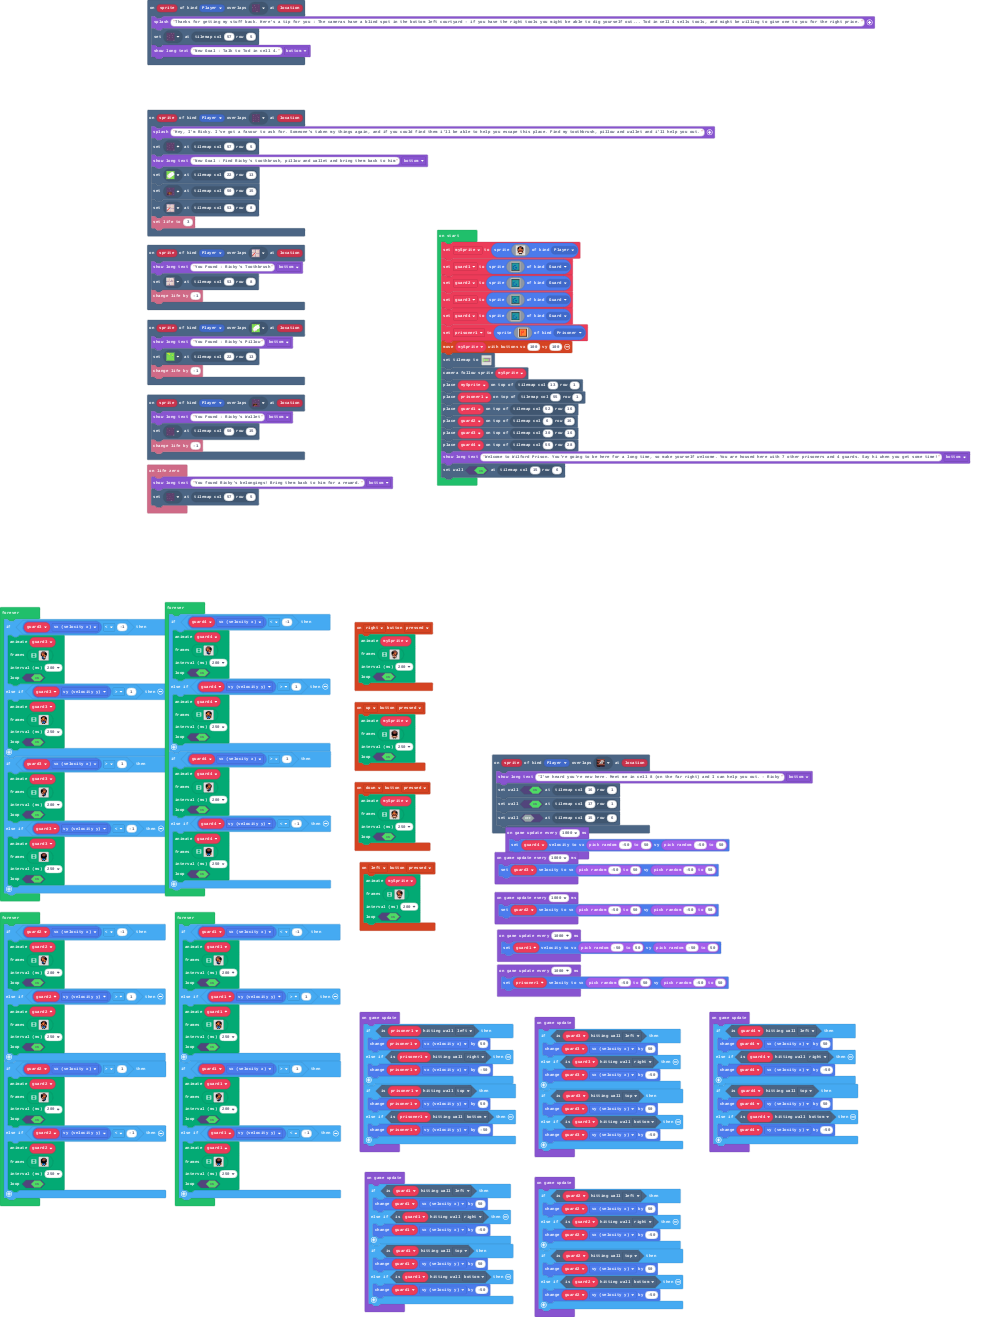 on sprite of kind Player overlaps at location
splash "Thanks for getting my stuff back. Here's a tip for you : The cameras have a blind spot in the bottom left courtyard - if you have the right tools you might be able to dig yourself out... Ted in cell 4 sells tools, and might be willing to give one to you for the right price."
set at tilemap col 57 row
show long text "New Goal : Talk to Ted in cell 4." bottom
on sprite of kind Player overlaps at location
splash "Hey, I'm Ricky. I've got a favour to ask for. Someone's taken my things again, and if you could find them i'll be able to help you escape this place. Find my toothbrush, pillow and wallet and i'll help you out."
set at tilemap col 57 row
show long text "New Goal : Find Ricky's toothbrush, pillow and wallet and bring them back to him" bottom
set at tilemap col 22 row 13
set at tilemap col row
set at tilemap col 53 row
set life to 3
on sprite of kind Player overlaps at location
show long text "You Found : Ricky's Toothbrush" bottom
set at tilemap col 53 row
change life by -1
on sprite of kind Player overlaps at location
show long text "You Found : Ricky's Pillow" bottom
set at tilemap col 22 row 13
change life by -1
on sprite of kind Player overlaps at location
show long text "You Found : Ricky's Wallet" bottom
set at tilemap col row
change life by -1
on life zero
show long text "You found Ricky's belongings! Bring them back to him for a reward." bottom
set at tilemap col 57 row
on start
set mySprite to sprite of kind Player
set guard1 to sprite of kind Guard
set guard2 to sprite of kind Guard
set guard3 to sprite of kind Guard
set guard4 to sprite of kind Guard
set prisoner1 to sprite of kind Prisoner
move mySprite with buttons vx 100 vy 100
set tilemap to
camera follow sprite mySprite
place mySprite on top of tilemap col 13 row
place prisoner1 on top of tilemap col row
place guard1 on top of tilemap col row
place guard2 on top of tilemap col row
place guard3 on top of tilemap col row
place guard4 on top of tilemap col row
show long text "Welcome to Wilford Prison. You're going to be here for a long time, so make yourself welcome. You are housed here with 7 other prisoners and 4 guards. Say hi when you get some time!" bottom
set wall at tilemap col row
forever
if guard3 vx (velocity x) < -1 then
animate guard3
frames
interval (ms) 200
loop
else if guard3 vy (velocity y) > 1 then
animate guard3
frames
interval (ms) 200
loop
if guard3 vx (velocity x) > 1 then
animate guard3
frames
interval (ms) 200
loop
else if guard3 vy (velocity y) < -1 then
animate guard3
frames
interval (ms) 200
loop
forever
if guard4 vx (velocity x) < -1 then
animate guard4
frames
interval (ms) 200
loop
else if guard4 vy (velocity y) > 1 then
animate guard4
frames
interval (ms) 200
loop
if guard4 vx (velocity x) > 1 then
animate guard4
frames
interval (ms) 200
loop
else if guard4 vy (velocity y) < -1 then
animate guard4
frames
interval (ms) 200
loop
on right button pressed
animate mySprite
frames
interval (ms) 200
loop
on up button pressed
animate mySprite
frames
interval (ms) 200
loop
on down button pressed
animate mySprite
frames
interval (ms) 200
loop
on left button pressed
animate mySprite
frames
interval (ms) 200
loop
on sprite of kind Player overlaps at location
show long text "I've heard you're new here. Meet me in cell 8 (on the far right) and I can help you out. - Ricky" bottom
set wall at tilemap col 16 row
set wall at tilemap col 17 row
set wall at tilemap col row
on game update every 1000 ms
set guard4 velocity to vx pick random -50 to 50 vy pick random -50 to 50
on game update every 1000 ms
set guard3 velocity to vx pick random -50 to 50 vy pick random -50 to 50
on game update every 1000 ms
set guard2 velocity to vx pick random -50 to 50 vy pick random -50 to 50
on game update every 1000 ms
set guard1 velocity to vx pick random -50 to 50 vy pick random -50 to 50
on game update every 1000 ms
set prisoner1 velocity to vx pick random -50 to 50 vy pick random -50 to 50
forever
if guard2 vx (velocity x) < -1 then
animate guard2
frames
interval (ms) 200
loop
else if guard2 vy (velocity y) > 1 then
animate guard2
frames
interval (ms) 200
loop
if guard2 vx (velocity x) > 1 then
animate guard2
frames
interval (ms) 200
loop
else if guard2 vy (velocity y) < -1 then
animate guard2
frames
interval (ms) 200
loop
forever
if guard1 vx (velocity x) < -1 then
animate guard1
frames
interval (ms) 200
loop
else if guard1 vy (velocity y) > 1 then
animate guard1
frames
interval (ms) 200
loop
if guard1 vx (velocity x) > 1 then
animate guard1
frames
interval (ms) 200
loop
else if guard1 vy (velocity y) < -1 then
animate guard1
frames
interval (ms) 200
loop
on game update
if is prisoner1 hitting wall left then
change prisoner1 vx (velocity x) by 50
else if is prisoner1 hitting wall right then
change prisoner1 vx (velocity x) by -50
if is prisoner1 hitting wall top then
change prisoner1 vy (velocity y) by 50
else if is prisoner1 hitting wall bottom then
change prisoner1 vy (velocity y) by -50
on game update
if is guard3 hitting wall left then
change guard3 vx (velocity x) by 50
else if is guard3 hitting wall right then
change guard3 vx (velocity x) by -50
if is guard3 hitting wall top then
change guard3 vy (velocity y) by 50
else if is guard3 hitting wall bottom then
change guard3 vy (velocity y) by -50
on game update
if is guard4 hitting wall left then
change guard4 vx (velocity x) by 50
else if is guard4 hitting wall right then
change guard4 vx (velocity x) by -50
if is guard4 hitting wall top then
change guard4 vy (velocity y) by 50
else if is guard4 hitting wall bottom then
change guard4 vy (velocity y) by -50
on game update
if is guard1 hitting wall left then
change guard1 vx (velocity x) by 50
else if is guard1 hitting wall right then
change guard1 vx (velocity x) by -50
if is guard1 hitting wall top then
change guard1 vy (velocity y) by 50
else if is guard1 hitting wall bottom then
change guard1 vy (velocity y) by -50
on game update
if is guard2 hitting wall left then
change guard2 vx (velocity x) by 50
else if is guard2 hitting wall right then
change guard2 vx (velocity x) by -50
if is guard2 hitting wall top then
change guard2 vy (velocity y) by 50
else if is guard2 hitting wall bottom then
change guard2 vy (velocity y) by -50